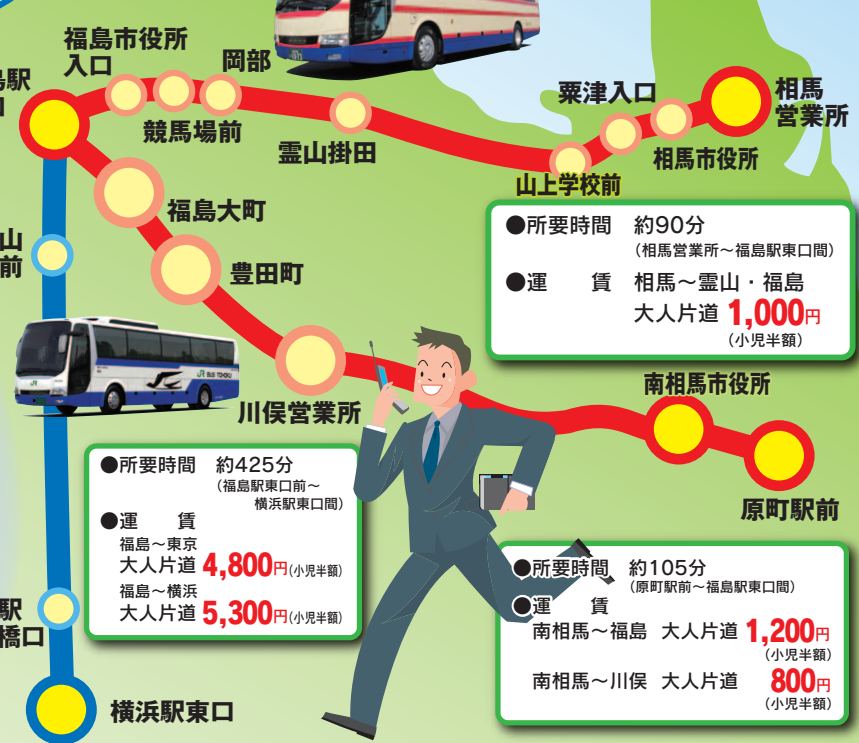 福島市役所
入口
岡部
島駅
口
競馬場前
霊山掛田
粟津入口
相馬
営業所
相馬市役所
山上学校前
福島大町
●所要時間 約90分
(相馬営業所~福島駅東口間)
●運 賃 相馬~霊山・福島
大人片道 1,000円
(小児半額)
山
前
豊田町
JR BUS TOHOKU
川俣営業所
南相馬市役所
原町駅前
●所要時間 約425分
(福島駅東口前~
横浜駅東口間)
●運 賃
福島~東京
大人片道 4,800円(小児半額)
福島~横浜
大人片道 5,300円(小児半額)
●所要時間 約105分
(原町駅前~福島駅東口間)
●運 賃
南相馬~福島 大人片道 1,200円
(小児半額)
南相馬~川俣 大人片道 800円
(小児半額)
駅
橋口
横浜駅東口